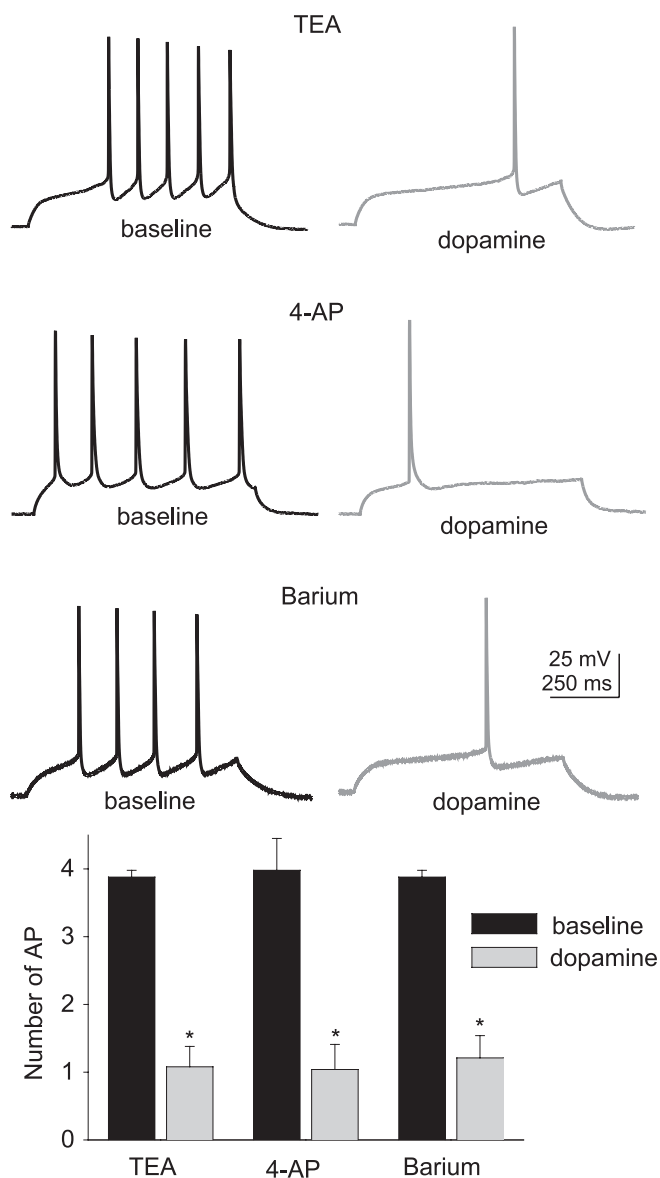 TEA
baseline
dopamine
4-AP
baseline
dopamine
Barium
25 mV
250 ms
baseline
dopamine
4
3
2
1
0
Number of AP
*
*
*
baseline
dopamine
TEA
4-AP
Barium